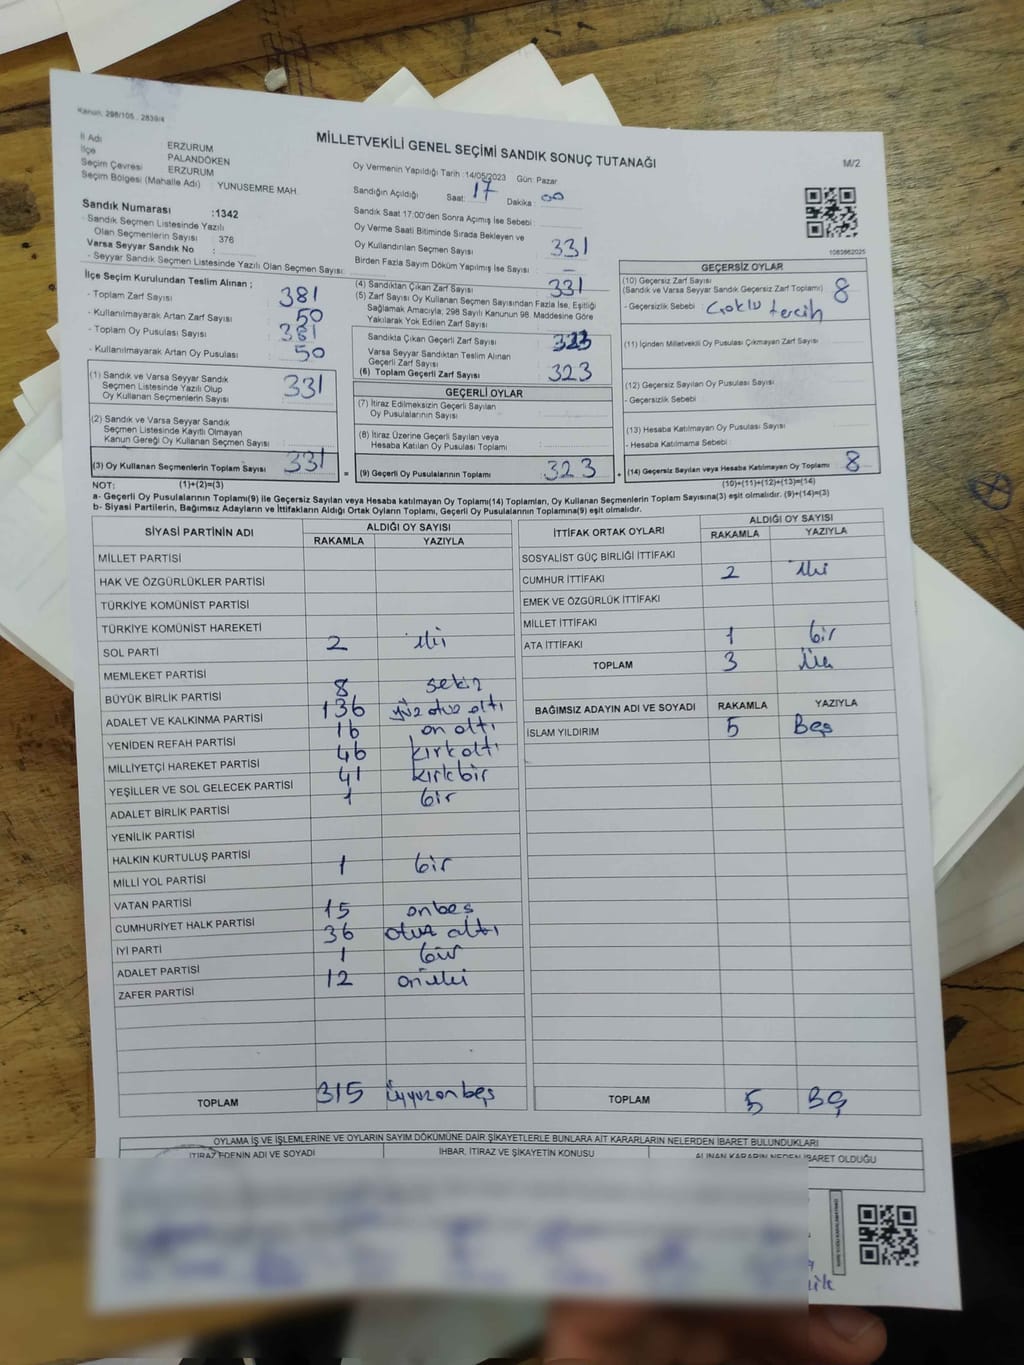 Kanun: 298/105 , 2839/4
MİLLETVEKİLİ GENEL SEÇİMİ SANDIK SONUÇ TUTANAĞI
M/2
İl Adı ERZURUM
İlçe PALANDÖKEN
Seçim Çevresi ERZURUM
Seçim Bölgesi (Mahalle Adı) : YUNUSEMRE MAH.
Sandık Numarası :1342
- Sandık Seçmen Listesinde Yazılı
Olan Seçmenlerin Sayısı : 376
Varsa Seyyar Sandık No :
- Seyyar Sandık Seçmen Listesinde Yazılı Olan Seçmen Sayısı:
Oy Vermenin Yapıldığı Tarih :14/05/2023 Gün: Pazar
Sandığın Açıldığı Saat: 17 Dakika : 00
Sandık Saat 17:00'den Sonra Açımış İse Sebebi :
Oy Verme Saati Bitiminde Sırada Bekleyen ve
Oy Kullandırılan Seçmen Sayısı : 331
Birden Fazla Sayım Döküm Yapılmış İse Sayısı : –
1083662025
İlçe Seçim Kurulundan Teslim Alınan ;
- Toplam Zarf Sayısı : 381
- Kullanılmayarak Artan Zarf Sayısı : 50
- Toplam Oy Pusulası Sayısı : 381
- Kullanılmayarak Artan Oy Pusulası : 50
(1) Sandık ve Varsa Seyyar Sandık
Seçmen Listesinde Yazılı Olup
Oy Kullanan Seçmenlerin Sayısı : 331
(2) Sandık ve Varsa Seyyar Sandık
Seçmen Listesinde Kayıtlı Olmayan
Kanun Gereği Oy Kullanan Seçmen Sayısı :
(3) Oy Kullanan Seçmenlerin Toplam Sayısı : 331
(4) Sandıktan Çıkan Zarf Sayısı : 331
(5) Zarf Sayısı Oy Kullanan Seçmen Sayısından Fazla İse, Eşitliği
Sağlamak Amacıyla; 298 Sayılı Kanunun 98. Maddesine Göre
Yakılarak Yok Edilen Zarf Sayısı :
Sandıkta Çıkan Geçerli Zarf Sayısı : 323
Varsa Seyyar Sandıktan Teslim Alınan
Geçerli Zarf Sayısı :
(6) Toplam Geçerli Zarf Sayısı : 323
GEÇERLİ OYLAR
(7) İtiraz Edilmeksizin Geçerli Sayılan
Oy Pusulalarının Sayısı :
(8) İtiraz Üzerine Geçerli Sayılan veya
Hesaba Katılan Oy Pusulası Toplamı :
= (9) Geçerli Oy Pusulalarının Toplamı : 323
GEÇERSİZ OYLAR
(10) Geçersiz Zarf Sayısı
(Sandık ve Varsa Seyyar Sandık Geçersiz Zarf Toplamı) : 8
- Geçersizlik Sebebi : çoklu tercih
(11) İçinden Milletvekili Oy Pusulası Çıkmayan Zarf Sayısı :
(12) Geçersiz Sayılan Oy Pusulası Sayısı :
- Geçersizlik Sebebi :
(13) Hesaba Katılmayan Oy Pusulası Sayısı :
- Hesaba Katılmama Sebebi :
+ (14) Geçersiz Sayılan veya Hesaba Katılmayan Oy Toplamı : 8
NOT: (1)+(2)=(3) (10)+(11)+(12)+(13)=(14)
a- Geçerli Oy Pusulalarının Toplamı(9) ile Geçersiz Sayılan veya Hesaba katılmayan Oy Toplamı(14) Toplamları, Oy Kullanan Seçmenlerin Toplam Sayısına(3) eşit olmalıdır. (9)+(14)=(3)
b- Siyasi Partilerin, Bağımsız Adayların ve İttifakların Aldığı Ortak Oyların Toplamı, Geçerli Oy Pusulalarının Toplamına(9) eşit olmalıdır.
SİYASİ PARTİNİN ADI ALDIĞI OY SAYISI
RAKAMLA YAZIYLA
MİLLET PARTİSİ
HAK VE ÖZGÜRLÜKLER PARTİSİ
TÜRKİYE KOMÜNİST PARTİSİ
TÜRKİYE KOMÜNİST HAREKETİ
SOL PARTİ 2 iki
MEMLEKET PARTİSİ
BÜYÜK BİRLİK PARTİSİ 8 sekiz
ADALET VE KALKINMA PARTİSİ 136 yüz otuz altı
YENİDEN REFAH PARTİSİ 16 on altı
MİLLİYETÇİ HAREKET PARTİSİ 46 kırk altı
YEŞİLLER VE SOL GELECEK PARTİSİ 41 kırk bir
ADALET BİRLİK PARTİSİ 1 bir
YENİLİK PARTİSİ
HALKIN KURTULUŞ PARTİSİ
MİLLİ YOL PARTİSİ 1 bir
VATAN PARTİSİ
CUMHURİYET HALK PARTİSİ 15 onbeş
İYİ PARTİ 36 otuz altı
ADALET PARTİSİ 1 bir
ZAFER PARTİSİ 12 oniki
TOPLAM 315 üçyüzonbeş
İTTİFAK ORTAK OYLARI ALDIĞI OY SAYISI
RAKAMLA YAZIYLA
SOSYALİST GÜÇ BİRLİĞİ İTTİFAKI
CUMHUR İTTİFAKI 2 iki
EMEK VE ÖZGÜRLÜK İTTİFAKI
MİLLET İTTİFAKI
ATA İTTİFAKI 1 bir
TOPLAM 3 üç
BAĞIMSIZ ADAYIN ADI VE SOYADI RAKAMLA YAZIYLA
İSLAM YILDIRIM 5 Beş
TOPLAM 5 BEŞ
OYLAMA İŞ VE İŞLEMLERİNE VE OYLARIN SAYIM DÖKÜMÜNE DAİR ŞİKAYETLERLE BUNLARA AİT KARARLARIN NELERDEN İBARET BULUNDUKLARI
İTİRAZ EDENİN ADI VE SOYADI İHBAR, İTİRAZ VE ŞİKAYETİN KONUSU ALINAN KARARIN NEDEN İBARET OLDUĞU